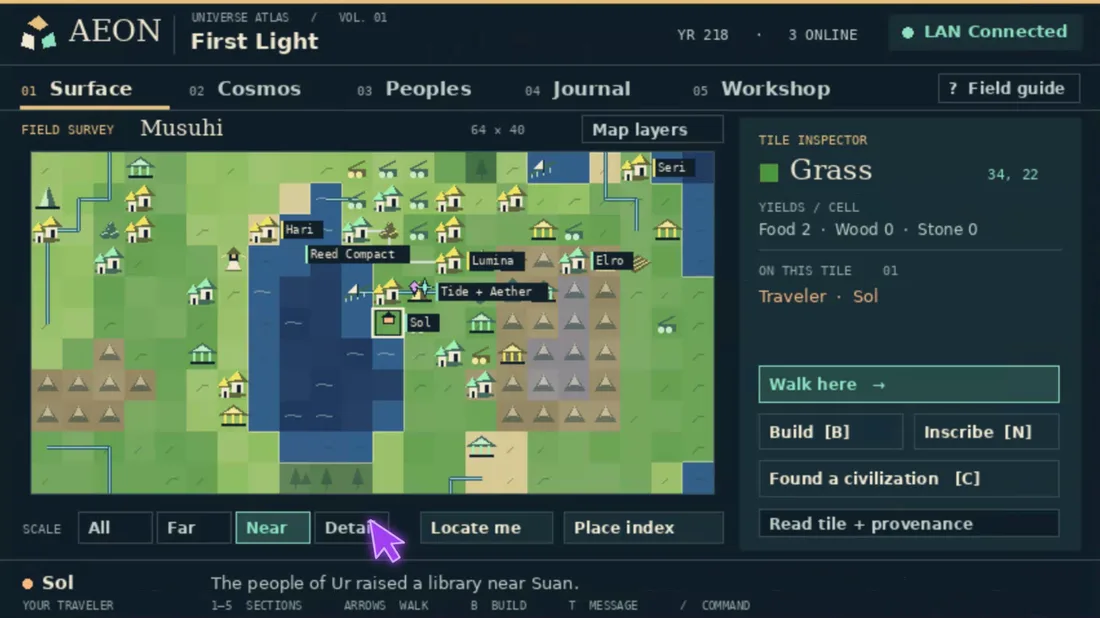 AEON
UNIVERSE ATLAS / VOL. 01
First Light
YR 218 · 3 ONLINE
LAN Connected
01 Surface
02 Cosmos
03 Peoples
04 Journal
05 Workshop
? Field guide
FIELD SURVEY Musuhi
64 × 40
Map layers
Seri
Hari
Reed Compact
Lumina
Elro
Tide + Aether
Sol
TILE INSPECTOR
Grass
34, 22
YIELDS / CELL
Food 2 · Wood 0 · Stone 0
ON THIS TILE 01
Traveler · Sol
Walk here →
Build [B]
Inscribe [N]
Found a civilization [C]
Read tile + provenance
SCALE
All
Far
Near
Detai
Locate me
Place index
Sol
YOUR TRAVELER
The people of Ur raised a library near Suan.
1–5 SECTIONS ARROWS WALK B BUILD T MESSAGE / COMMAND